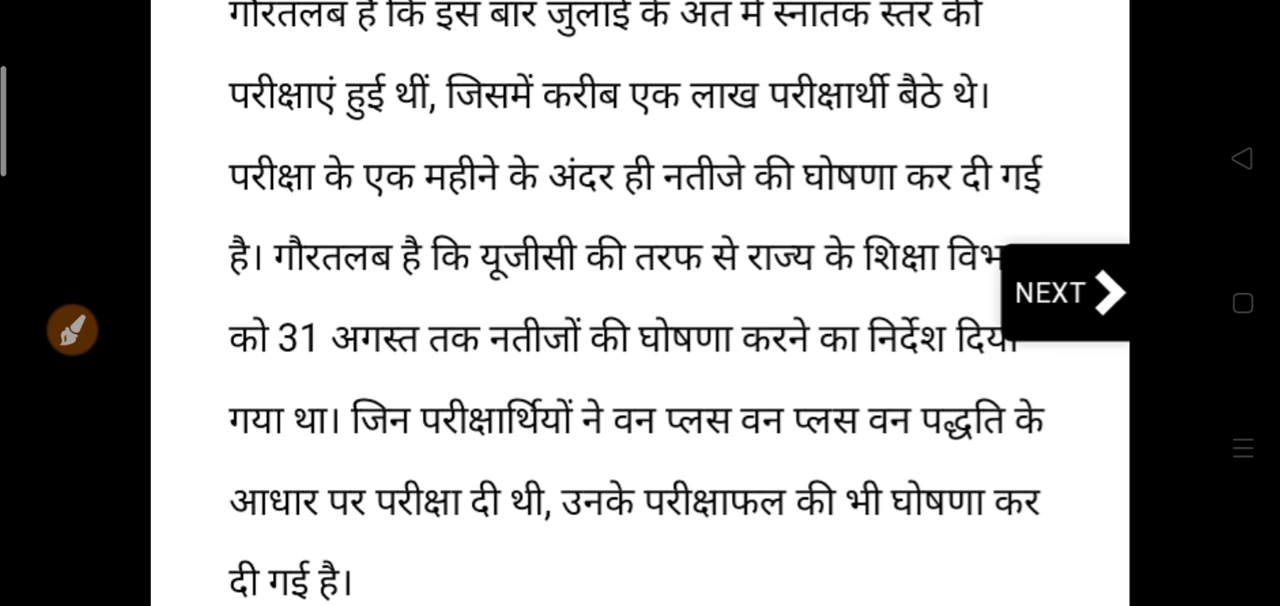 गौरतलब है कि इस बार जुलाई के अंत में स्नातक स्तर की
परीक्षाएं हुई थीं, जिसमें करीब एक लाख परीक्षार्थी बैठे थे।
परीक्षा के एक महीने के अंदर ही नतीजे की घोषणा कर दी गई
है। गौरतलब है कि यूजीसी की तरफ से राज्य के शिक्षा
NEXT
को 31 अगस्त तक नतीजों की घोषणा करने का निर्देश दिया
गया था। जिन परीक्षार्थियों ने वन प्लस वन प्लस वन पद्धति के
आधार पर परीक्षा दी थी, उनके परीक्षाफल की भी घोषणा कर
दी गई है।